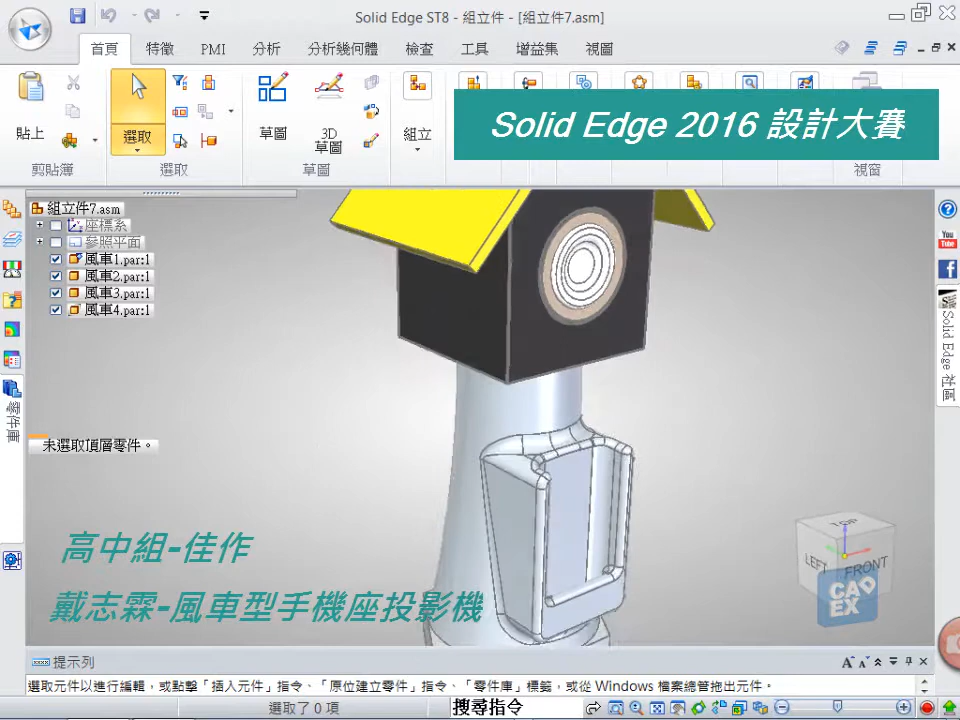 Solid Edge ST8 - 組立件 - [組立件7.asm]
首頁 特徵 PMI 分析 分析幾何體 檢查 工具 增益集 視圖
貼上 選取 草圖 3D 草圖 組立
剪貼簿 選取 草圖 視窗
Solid Edge 2016 設計大賽
組立件7.asm
座標系
參照平面
風車1.par:1
風車2.par:1
風車3.par:1
風車4.par:1
零件庫
未選取頂層零件。
You Tube
Solid Edge 社區
高中組-佳作
戴志霖-風車型手機座投影機
TOP
LEFT FRONT
CAD
EX
提示列
選取元件以進行編輯，或點擊「插入元件」指令、「原位建立零件」指令、「零件庫」標籤，或從 Windows 檔案總管拖出元件。
選取了 0 項 搜尋指令